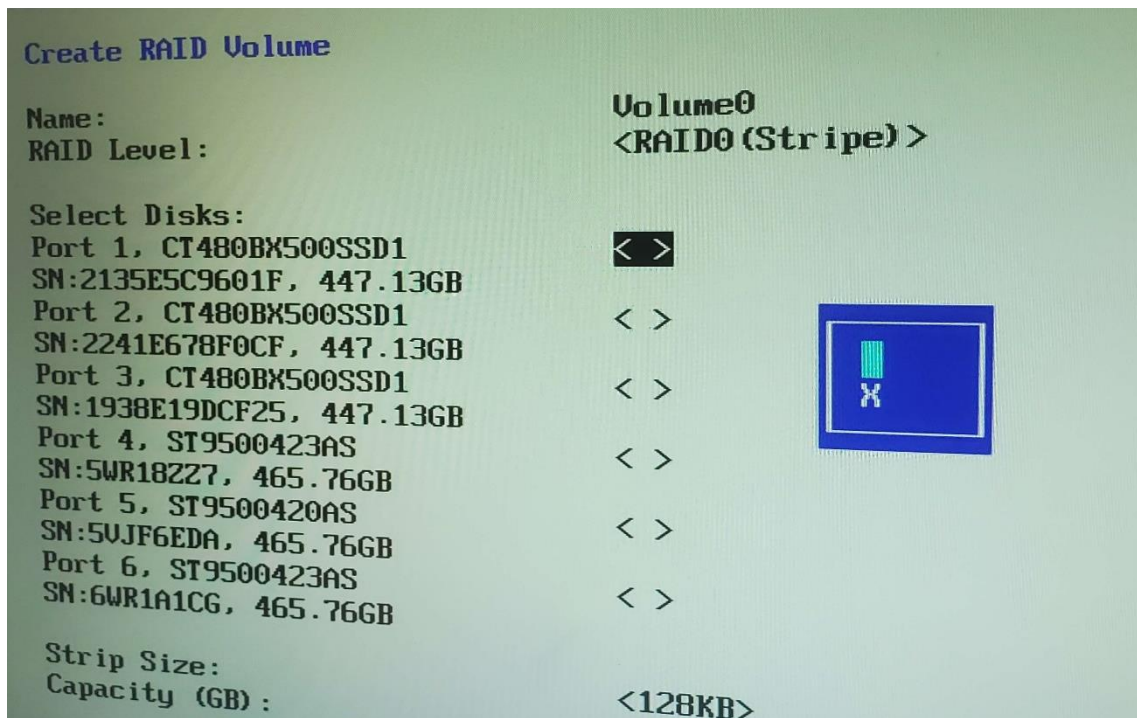 Create RAID Volume
Name: Volume0
RAID Level: <RAID0(Stripe)>
Select Disks:
Port 1, CT480BX500SSD1 < >
SN:2135E5C9601F, 447.13GB
Port 2, CT480BX500SSD1 < >
SN:2241E678F0CF, 447.13GB
Port 3, CT480BX500SSD1 < >
SN:1938E19DCF25, 447.13GB
Port 4, ST9500423AS < >
SN:5WR18ZZ7, 465.76GB
Port 5, ST9500420AS < >
SN:5VJF6EDA, 465.76GB
Port 6, ST9500423AS < >
SN:6WR1A1CG, 465.76GB
X
Strip Size: <128KB>
Capacity (GB):